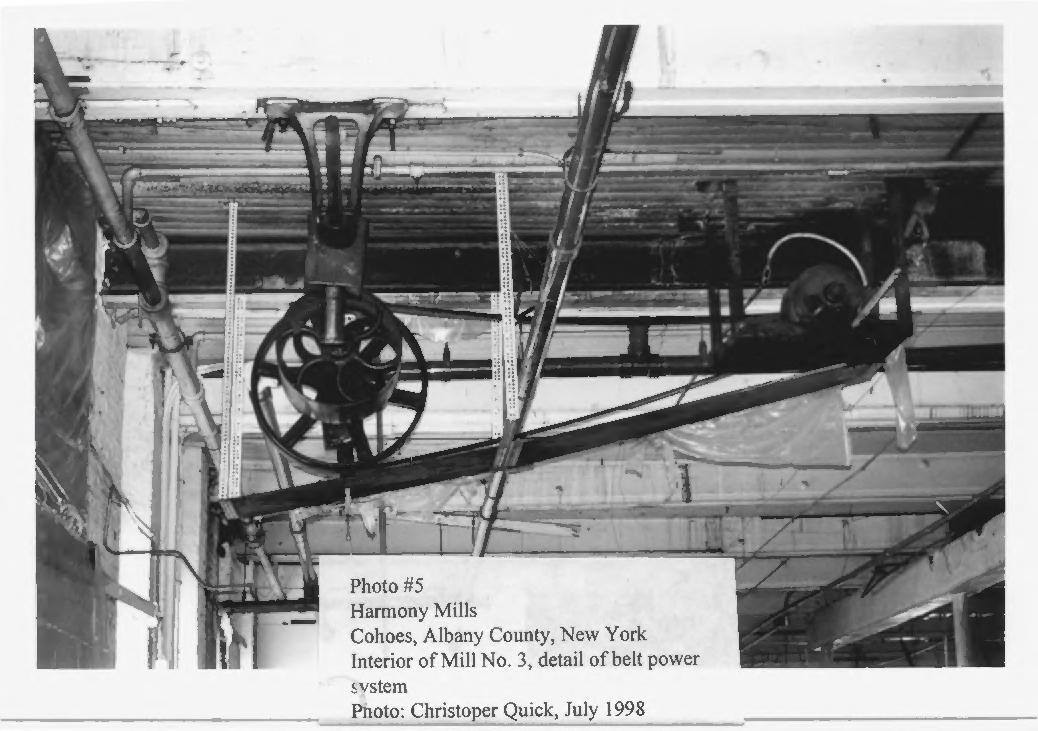 Photo #5
Harmony Mills
Cohoes, Albany County, New York
Interior of Mill No. 3, detail of belt power
system
Photo: Christoper Quick, July 1998